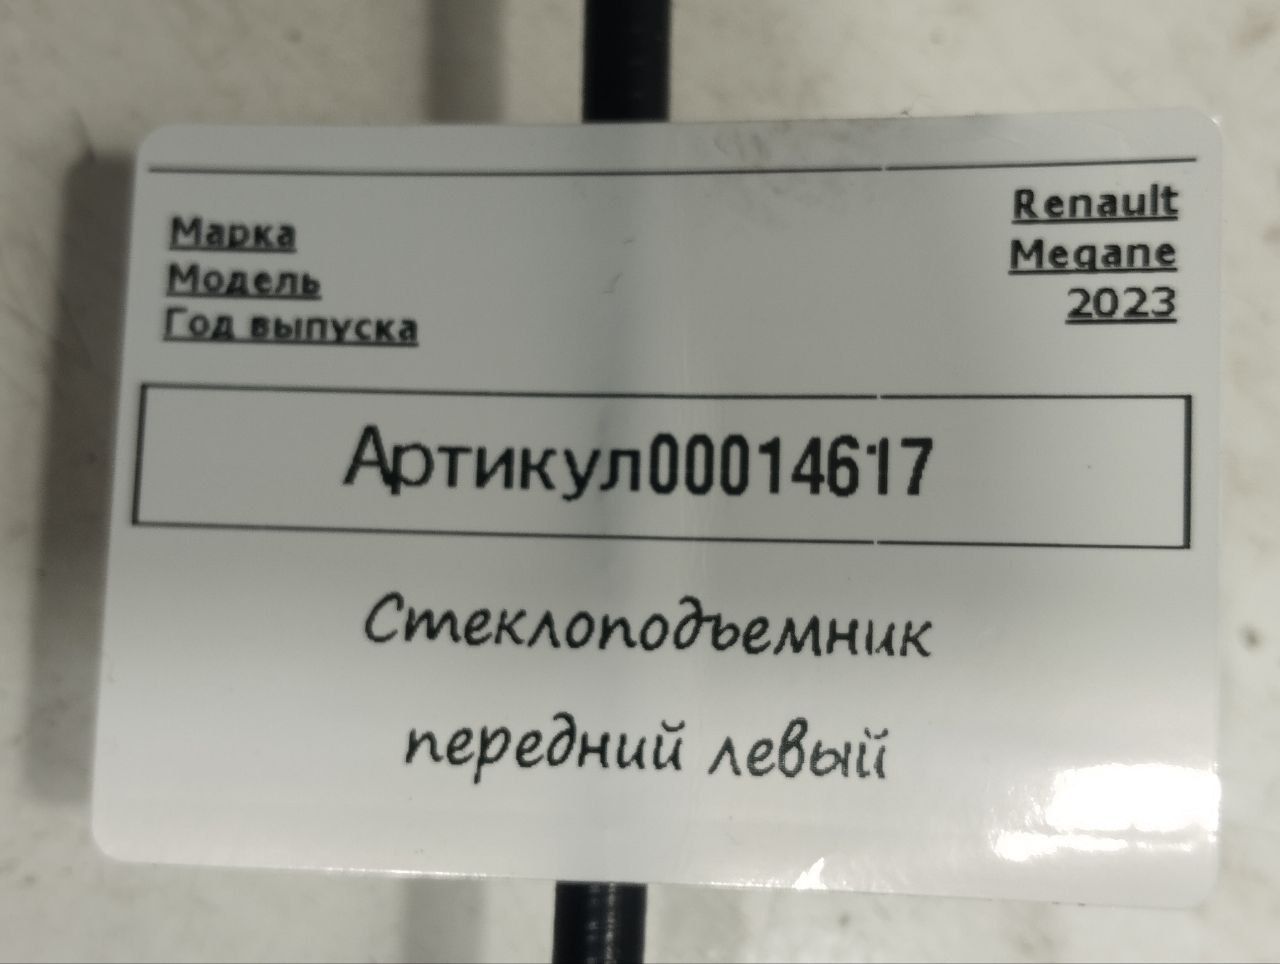 Марка Renault
Модель Megane
Год выпуска 2023
Артикул00014617
Стеклоподъемник
передний левый